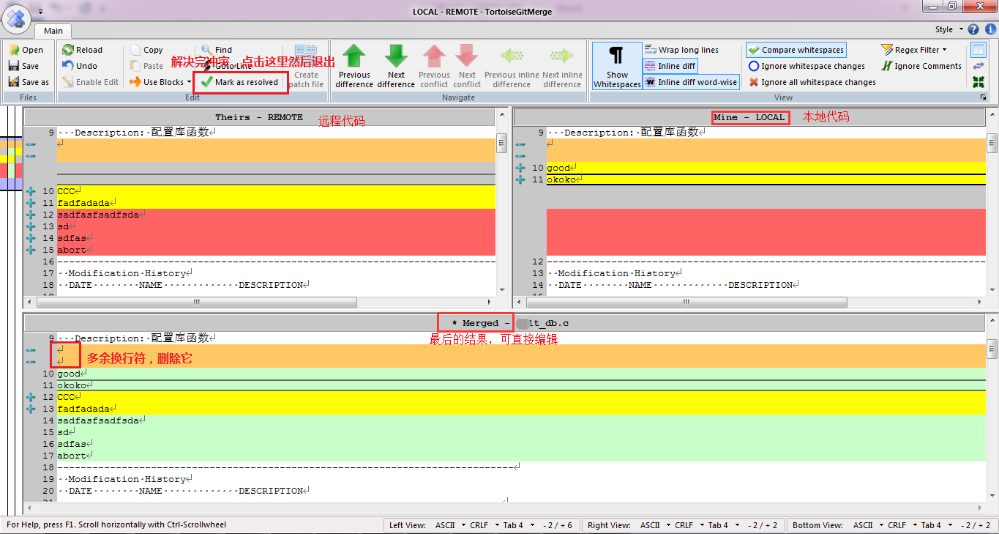 LOCAL - REMOTE - TortoiseGitMerge
Main
Style
Open
Save
Save as
Files
Reload
Undo
Enable Edit
Copy
Paste
Use Blocks
Find
Goto Line
Mark as resolved
Edit
解决完冲突，点击这里然后退出
Create
patch file
Previous
difference
Next
difference
Previous
conflict
Next
conflict
Previous inline
difference
Next inline
difference
Navigate
Show
Whitespaces
Wrap long lines
Inline diff
Inline diff word-wise
Compare whitespaces
Ignore whitespace changes
Ignore all whitespace changes
Regex Filter
Ignore Comments
View
Theirs - REMOTE
远程代码
9 ···Description:·配置库函数↵
↵
10 CCC↵
11 fadfadada↵
12 sadfasfsadfsda↵
13 sd↵
14 sdfas↵
15 abort↵
16 --------------------------------------------------------------------------------
17 ··Modification·History↵
18 ··DATE········NAME·············DESCRIPTION↵
Mine - LOCAL
本地代码
9 ···Description:·配置库函数↵
↵
10 good↵
11 okoko↵
12 --------------------------------------------------------------------------------
13 ··Modification·History↵
14 ··DATE········NAME·············DESCRIPTION↵
* Merged - lt_db.c
最后的结果，可直接编辑
9 ···Description:·配置库函数↵
↵
↵
多余换行符，删除它
10 good↵
11 okoko↵
12 CCC↵
13 fadfadada↵
14 sadfasfsadfsda↵
15 sd↵
16 sdfas↵
17 abort↵
18 --------------------------------------------------------------------------------↵
19 ··Modification·History↵
20 ··DATE········NAME·············DESCRIPTION↵
For Help, press F1. Scroll horizontally with Ctrl-Scrollwheel
Left View: ASCII CRLF Tab 4 - 2 / + 6
Right View: ASCII CRLF Tab 4 - 2 / + 2
Bottom View: ASCII CRLF Tab 4 - 2 / + 2